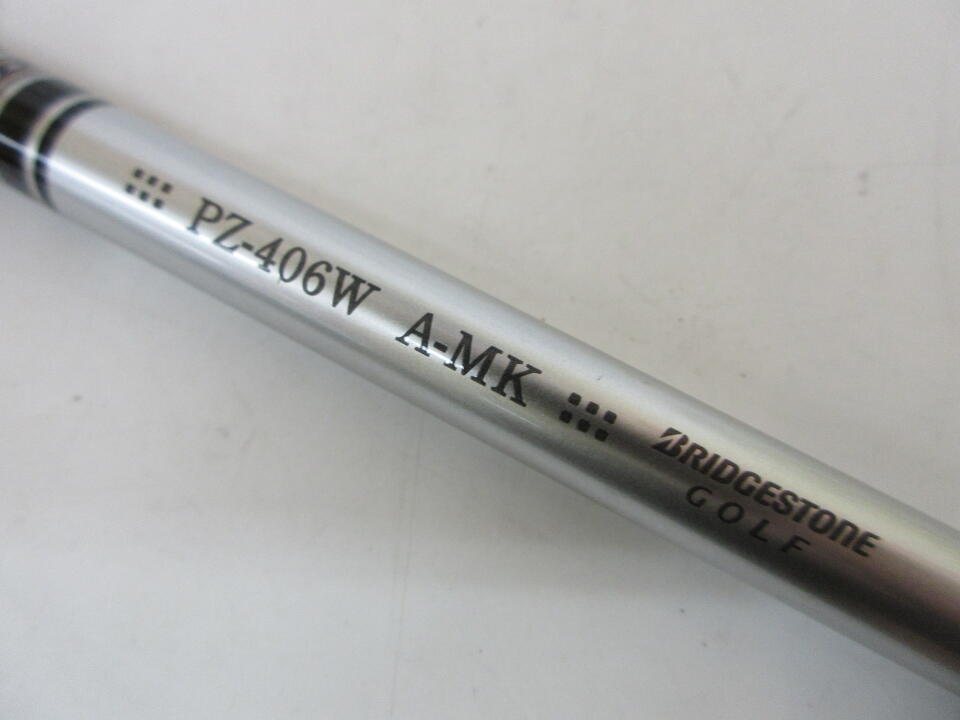 PZ-406W A-MK
BRIDGESTONE
GOLF